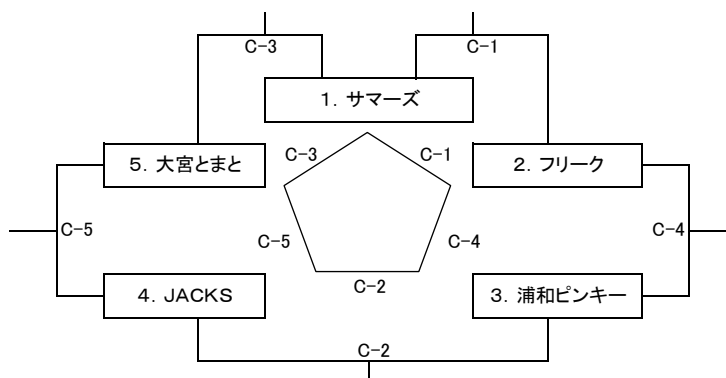 C-3
C-1
1. サマーズ
5. 大宮とまと
C-3
C-1
2. フリーク
C-5
C-5
C-4
C-4
4. JACKS
C-2
3. 浦和ピンキー
C-2